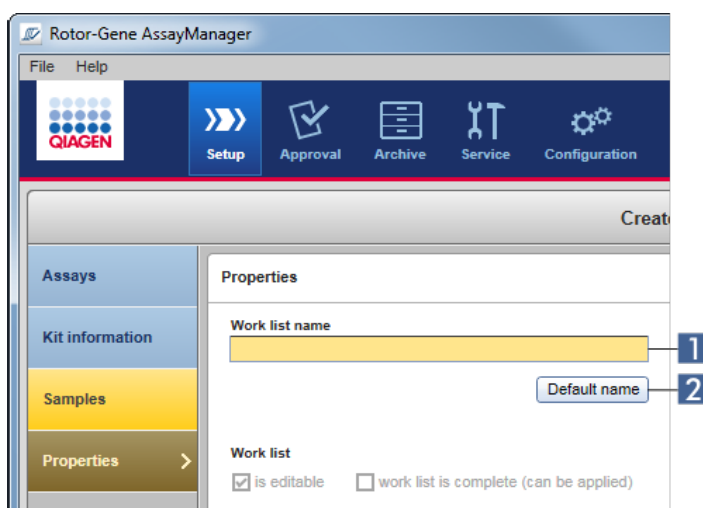 Rotor-Gene AssayManager
File Help
QIAGEN
Setup Approval Archive Service Configuration
Assays
Kit information
Samples
Properties
Properties
Work list name
1
Default name
2
Work list
is editable work list is complete (can be applied)